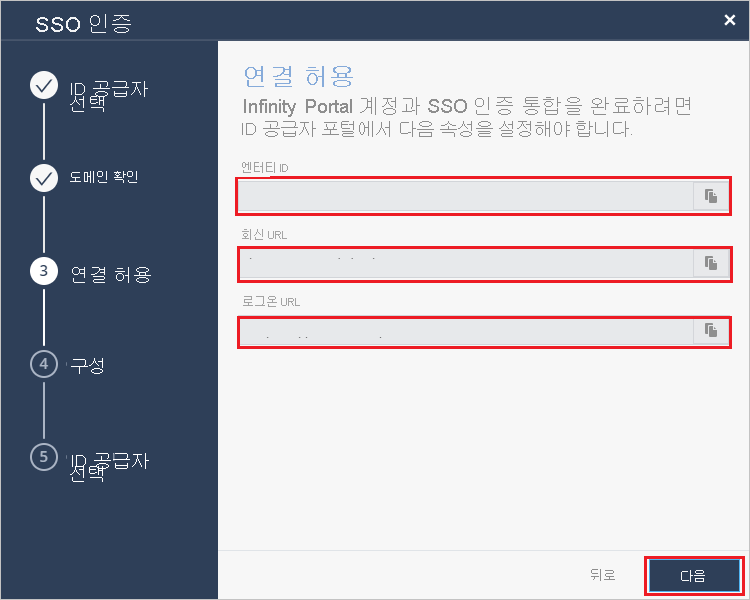 SSO 인증
ID 공급자
선택
도메인 확인
3
연결 허용
4
구성
5
ID 공급자
선택
연결 허용
Infinity Portal 계정과 SSO 인증 통합을 완료하려면
ID 공급자 포털에서 다음 속성을 설정해야 합니다.
엔터티 ID
회신 URL
로그온 URL
뒤로
다음